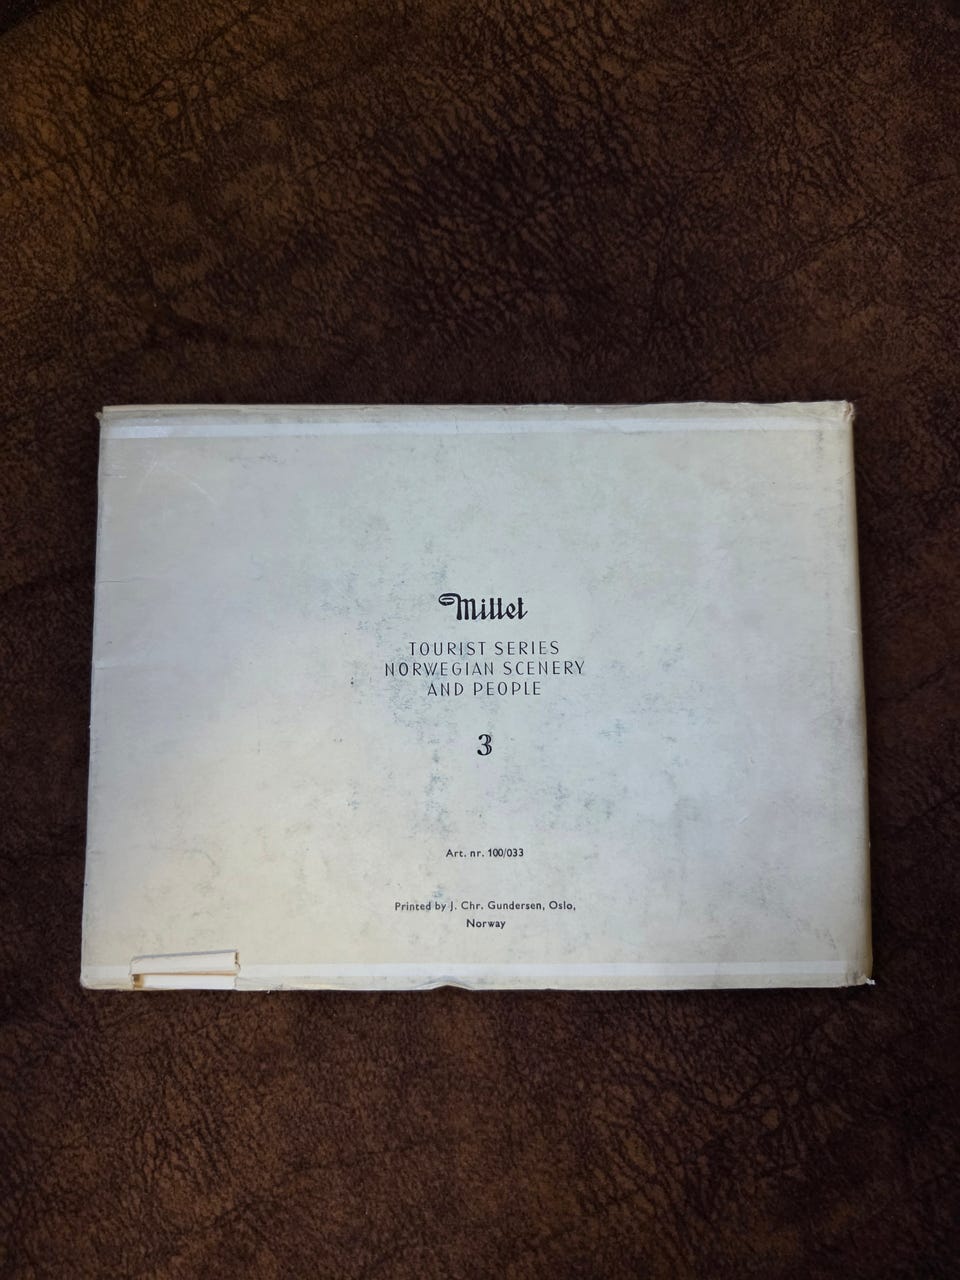 Mittet
TOURIST SERIES
NORWEGIAN SCENERY
AND PEOPLE
3
Art. nr. 100/033
Printed by J. Chr. Gundersen, Oslo,
Norway